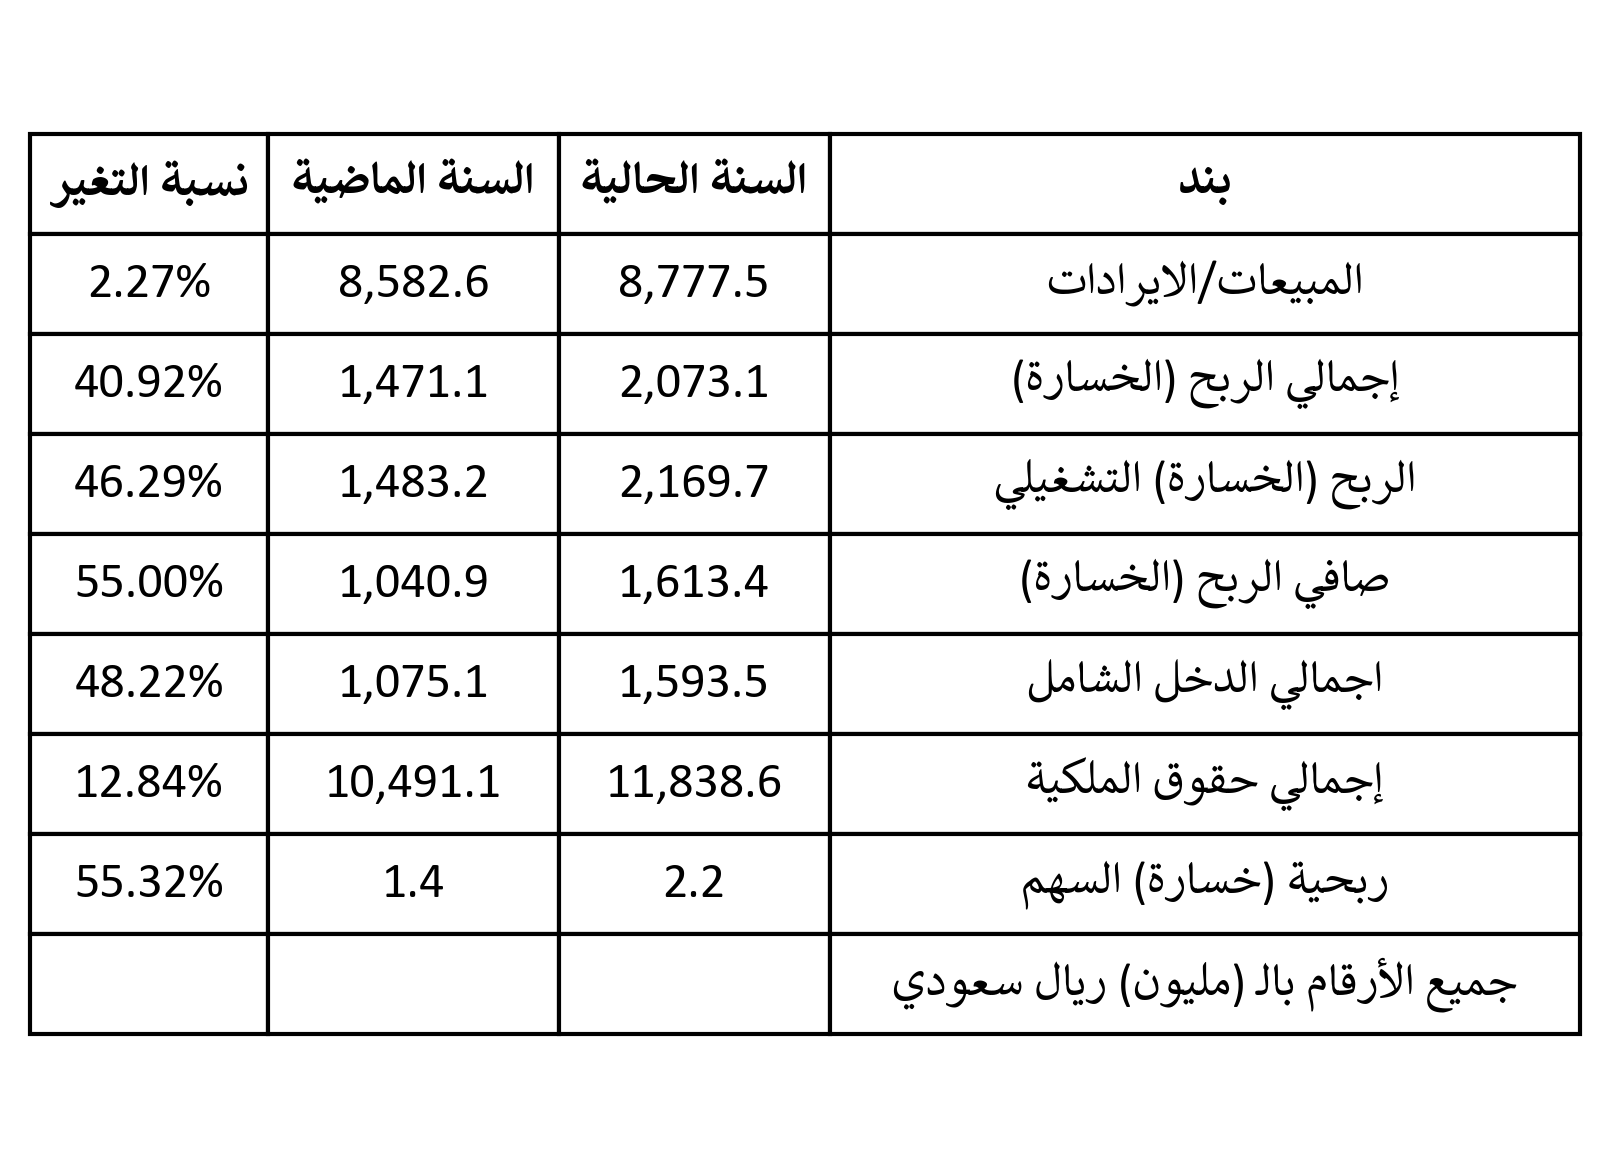 بند السنة الحالية السنة الماضية نسبة التغير
المبيعات/الايرادات 8,777.5 8,582.6 2.27%
إجمالي الربح (الخسارة) 2,073.1 1,471.1 40.92%
الربح (الخسارة) التشغيلي 2,169.7 1,483.2 46.29%
صافي الربح (الخسارة) 1,613.4 1,040.9 55.00%
اجمالي الدخل الشامل 1,593.5 1,075.1 48.22%
إجمالي حقوق الملكية 11,838.6 10,491.1 12.84%
ربحية (خسارة) السهم 2.2 1.4 55.32%
جميع الأرقام بالـ (مليون) ريال سعودي